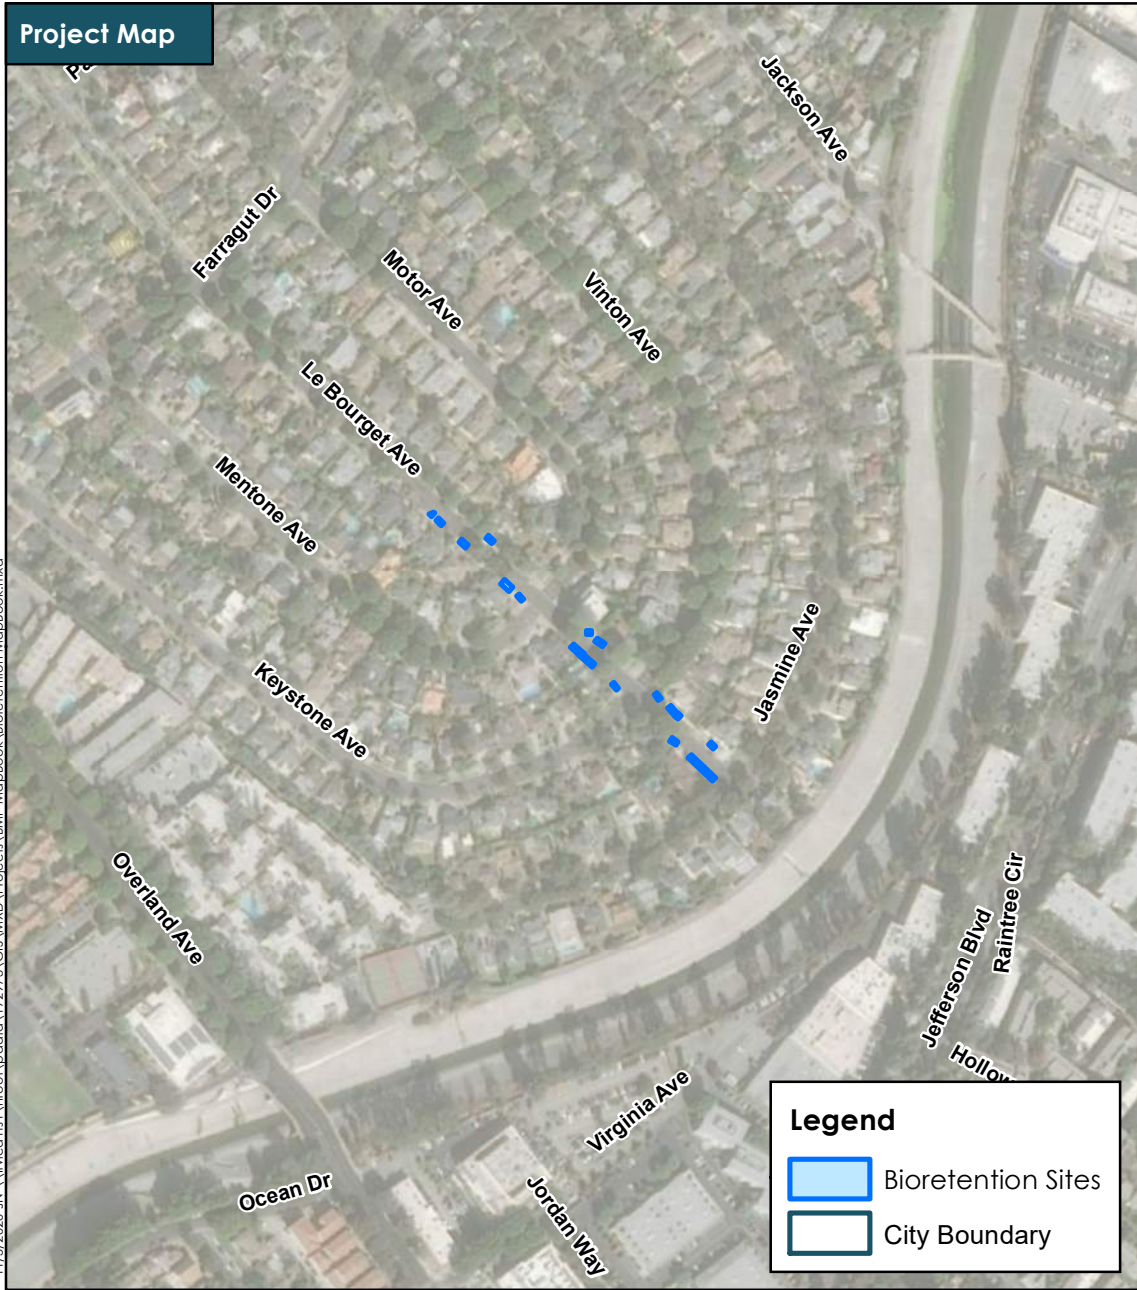 Project Map
Jackson Ave
Farragut Dr
Motor Ave
Vinton Ave
Le Bourget Ave
Mentone Ave
Jasmine Ave
Keystone Ave
Overland Ave
Raintree Cir
Jefferson Blvd
Hollow
Virginia Ave
Ocean Dr
Jordan Way
Legend
Bioretention Sites
City Boundary